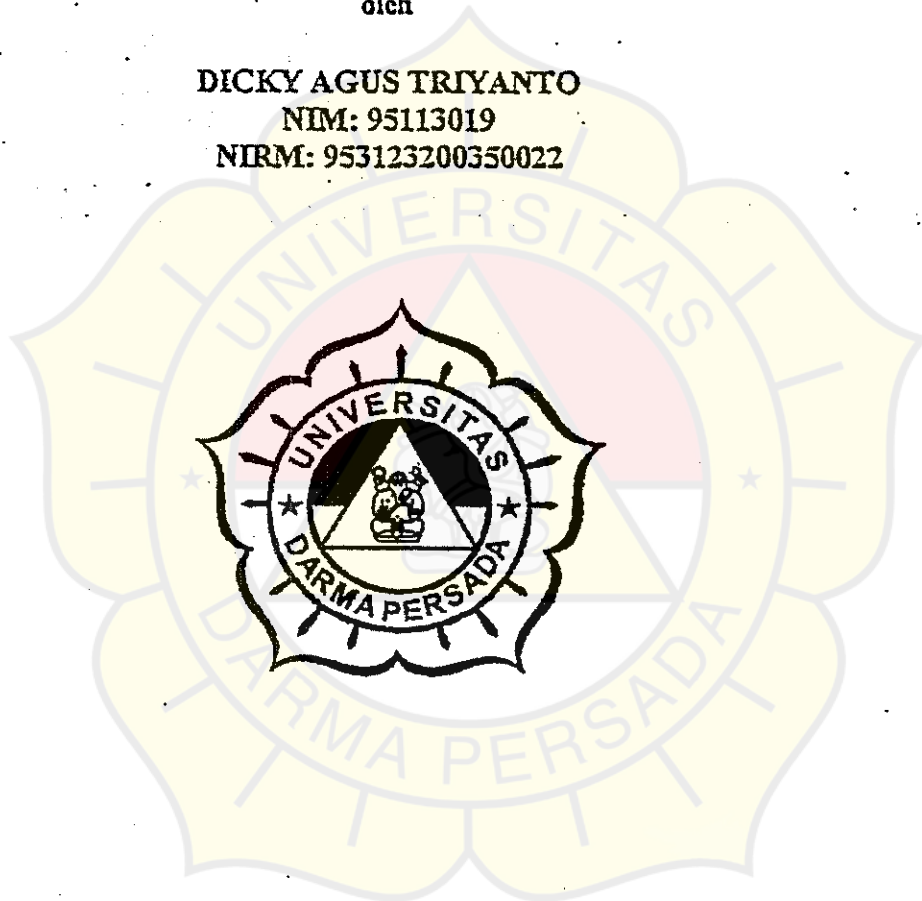 oleh
DICKY AGUS TRIYANTO
NIM: 95113019
NIRM: 953123200350022
UNIVERSITAS
DARMA PERSADA
UNIVERSITAS
DARMA PERSADA